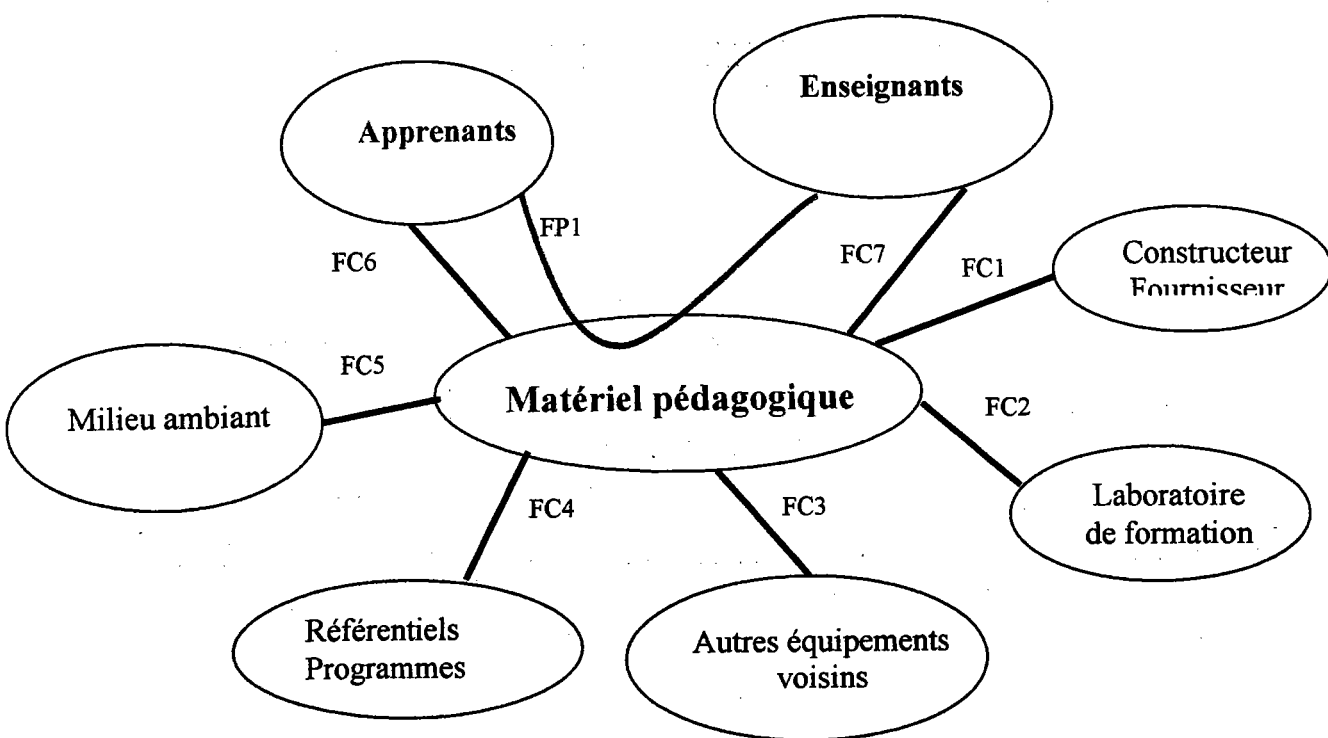 Enseignants
Apprenants
FP1
FC6
FC7
FC1
Constructeur
Fournisseur
FC5
Matériel pédagogique
Milieu ambiant
FC2
FC4
FC3
Laboratoire
de formation
Référentiels
Programmes
Autres équipements
voisins